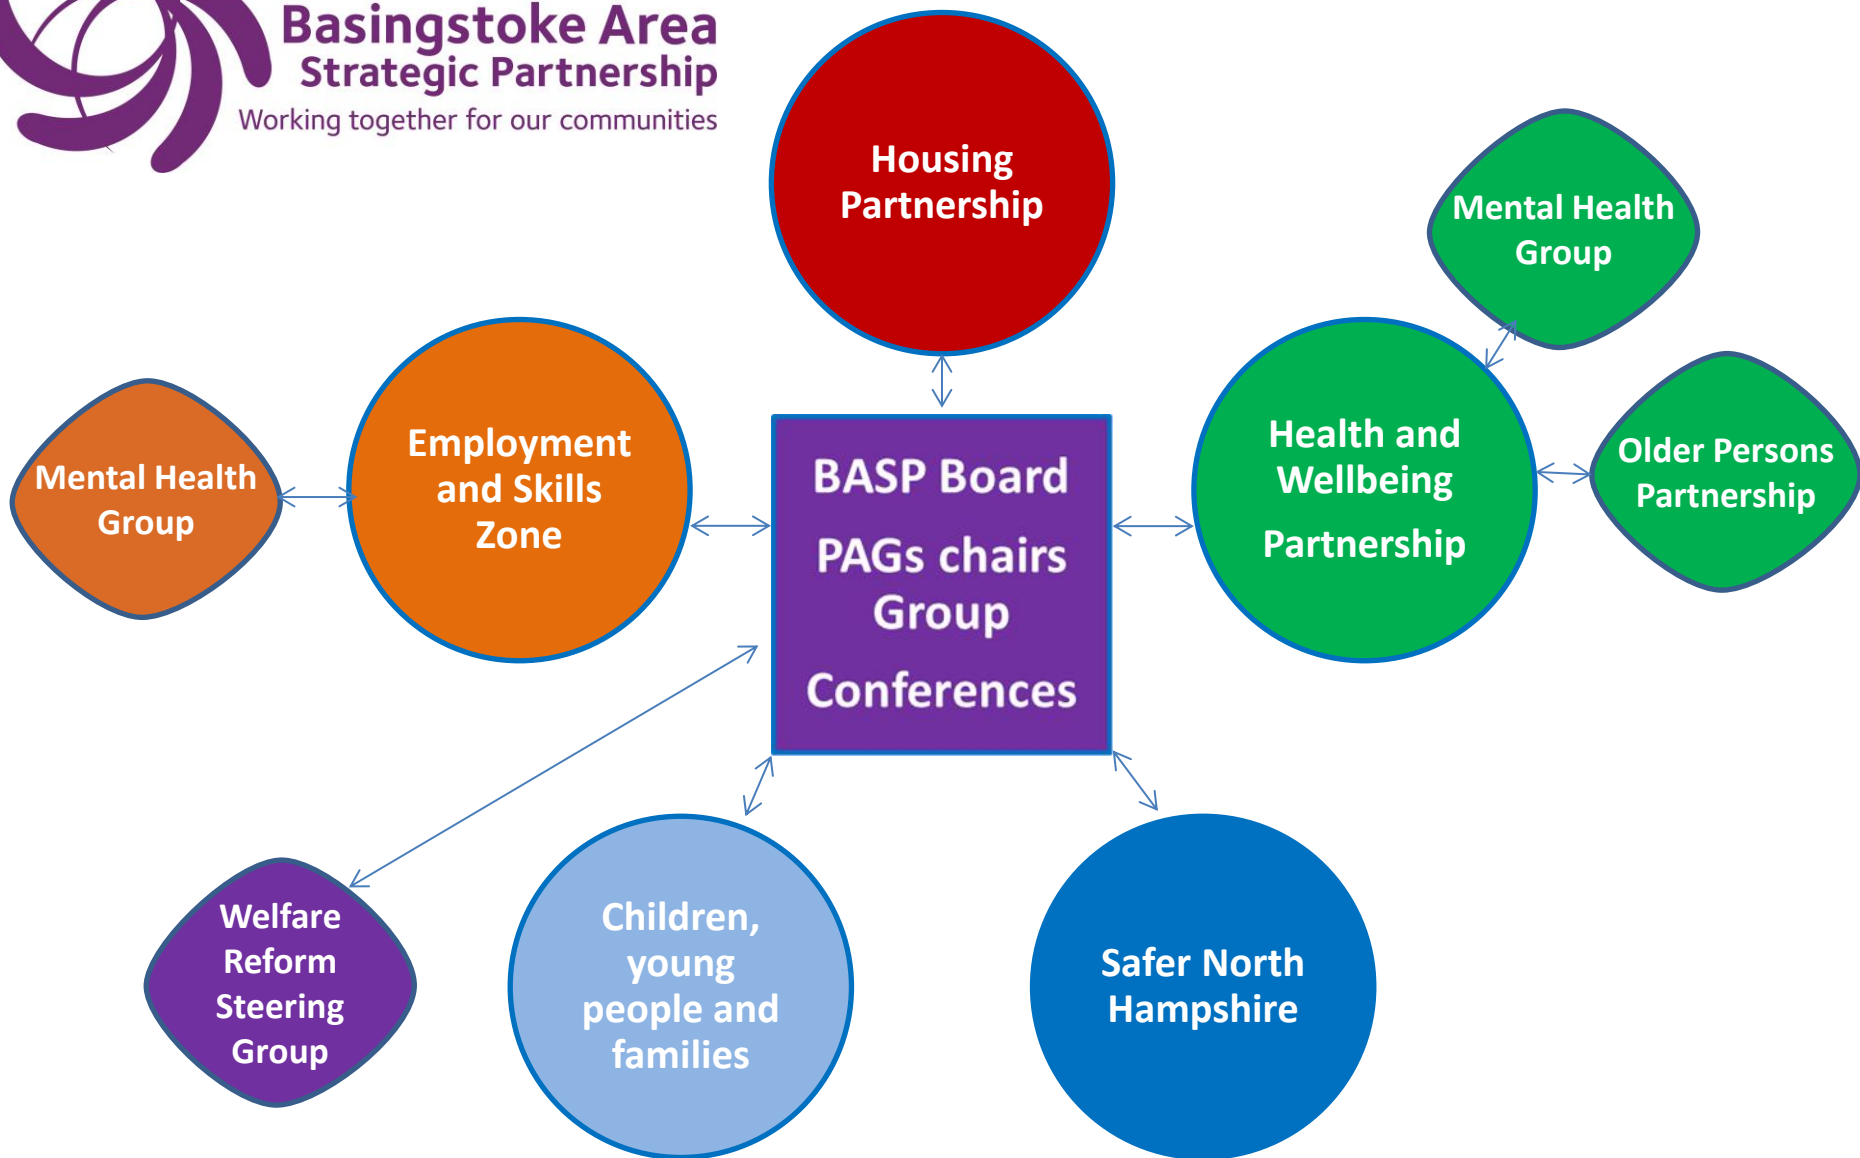 Basingstoke Area
Strategic Partnership
Working together for our communities
Housing
Partnership
Mental Health
Group
Employment
and Skills
Zone
Mental Health
Group
BASP Board
PAGs chairs
Group
Conferences
Health and
Wellbeing
Partnership
Older Persons
Partnership
Welfare
Reform
Steering
Group
Children,
young
people and
families
Safer North
Hampshire